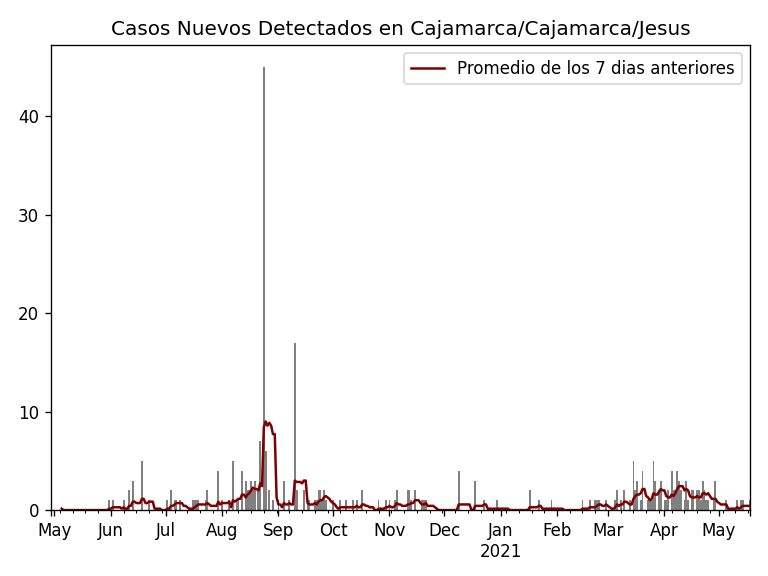 Casos Nuevos Detectados en Cajamarca/Cajamarca/Jesus
Promedio de los 7 dias anteriores
40
30
20
10
0
May Jun Jul Aug Sep Oct Nov Dec Jan Feb Mar Apr May
2021